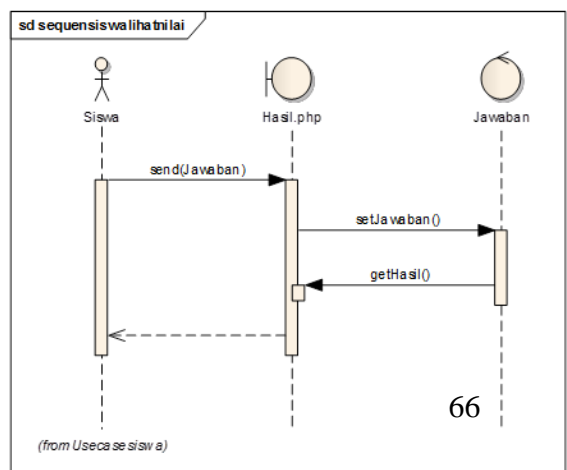 sd sequensiswalihatnilai
Siswa
Hasil.php
Jawaban
send(Jawaban)
setJawaban()
getHasil()
66
(from Usecase siswa)